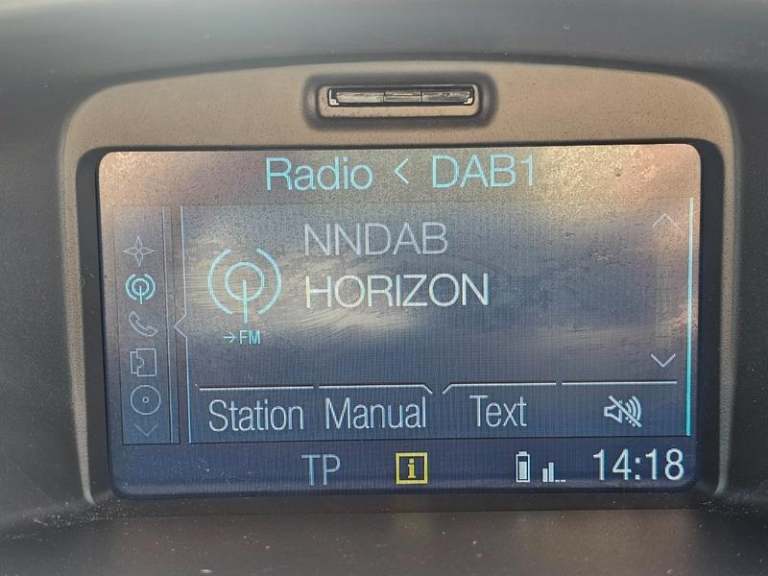 Radio < DAB1
NNDAB
HORIZON
→FM
Station Manual Text
TP i 14:18